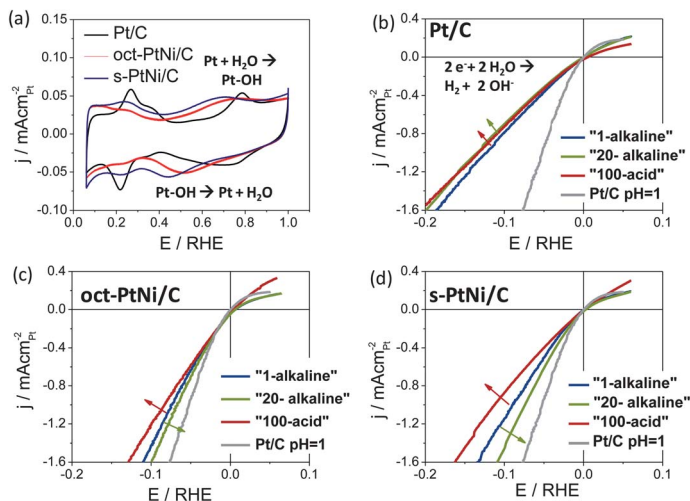 (a)
Pt/C
oct-PtNi/C
s-PtNi/C
Pt + H2O →
Pt-OH
Pt-OH → Pt + H2O
j / mAcm-2Pt
0.10
0.05
0.00
-0.05
-0.10
0.0 0.2 0.4 0.6 0.8 1.0
E / RHE
(b)
Pt/C
2 e-+ 2 H2O →
H2 + 2 OH-
"1-alkaline"
"20- alkaline"
"100-acid"
Pt/C pH=1
j / mAcm-2Pt
0.4
0.0
-0.4
-0.8
-1.2
-1.6
-0.2 -0.1 0.0 0.1
E / RHE
(c)
oct-PtNi/C
"1-alkaline"
"20- alkaline"
"100-acid"
Pt/C pH=1
j / mAcm-2Pt
0.4
0.0
-0.4
-0.8
-1.2
-1.6
-0.2 -0.1 0.0 0.1
E / RHE
(d)
s-PtNi/C
"1-alkaline"
"20- alkaline"
"100-acid"
Pt/C pH=1
j / mAcm-2Pt
0.4
0.0
-0.4
-0.8
-1.2
-1.6
-0.2 -0.1 0.0 0.1
E / RHE